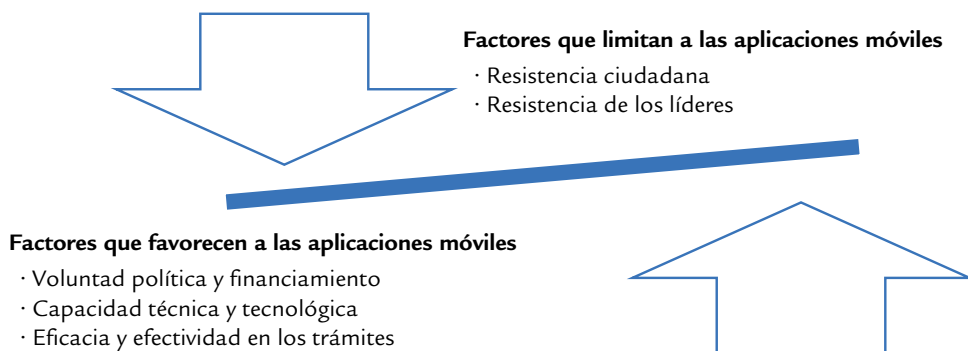 Factores que limitan a las aplicaciones móviles
· Resistencia ciudadana
· Resistencia de los líderes
Factores que favorecen a las aplicaciones móviles
· Voluntad política y financiamiento
· Capacidad técnica y tecnológica
· Eficacia y efectividad en los trámites